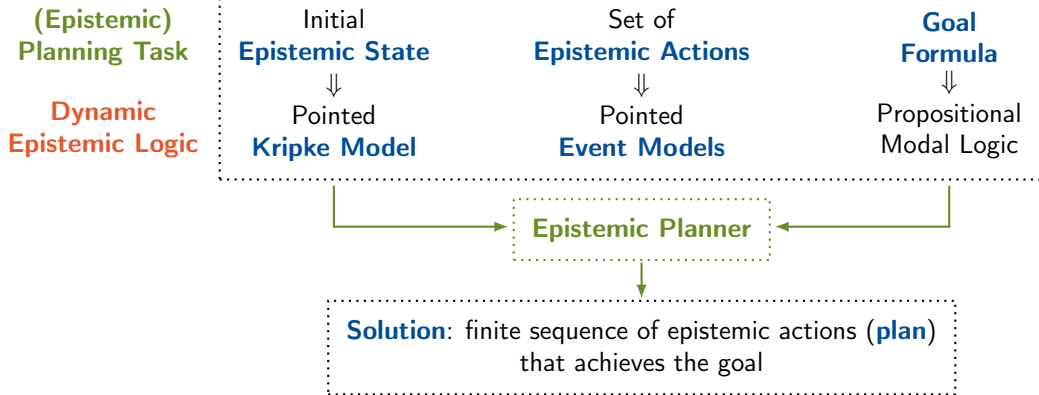 (Epistemic)
Planning Task
Initial
Epistemic State
⇓
Pointed
Kripke Model
Set of
Epistemic Actions
⇓
Pointed
Event Models
Goal
Formula
⇓
Propositional
Modal Logic
Dynamic
Epistemic Logic
Epistemic Planner
Solution: finite sequence of epistemic actions (plan)
that achieves the goal